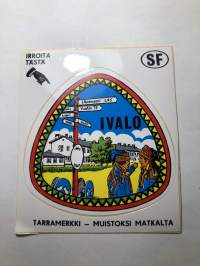 IRROITA
TÄSTÄ
SF
IVALO
TARRAMERKKI – MUISTOKSI MATKALTA